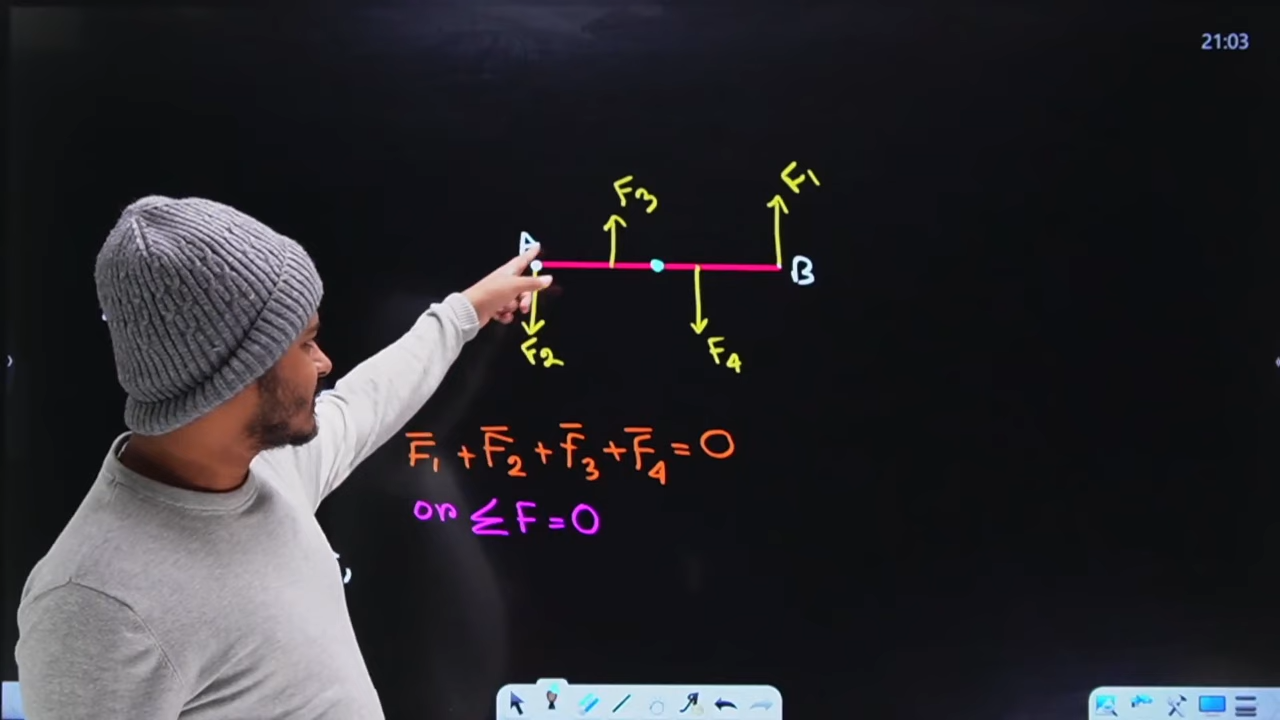 21:03
F1
F3
A
B
F2
F4
F̅₁ + F̅₂ + F̅₃ + F̅₄ = 0
or ΣF = 0